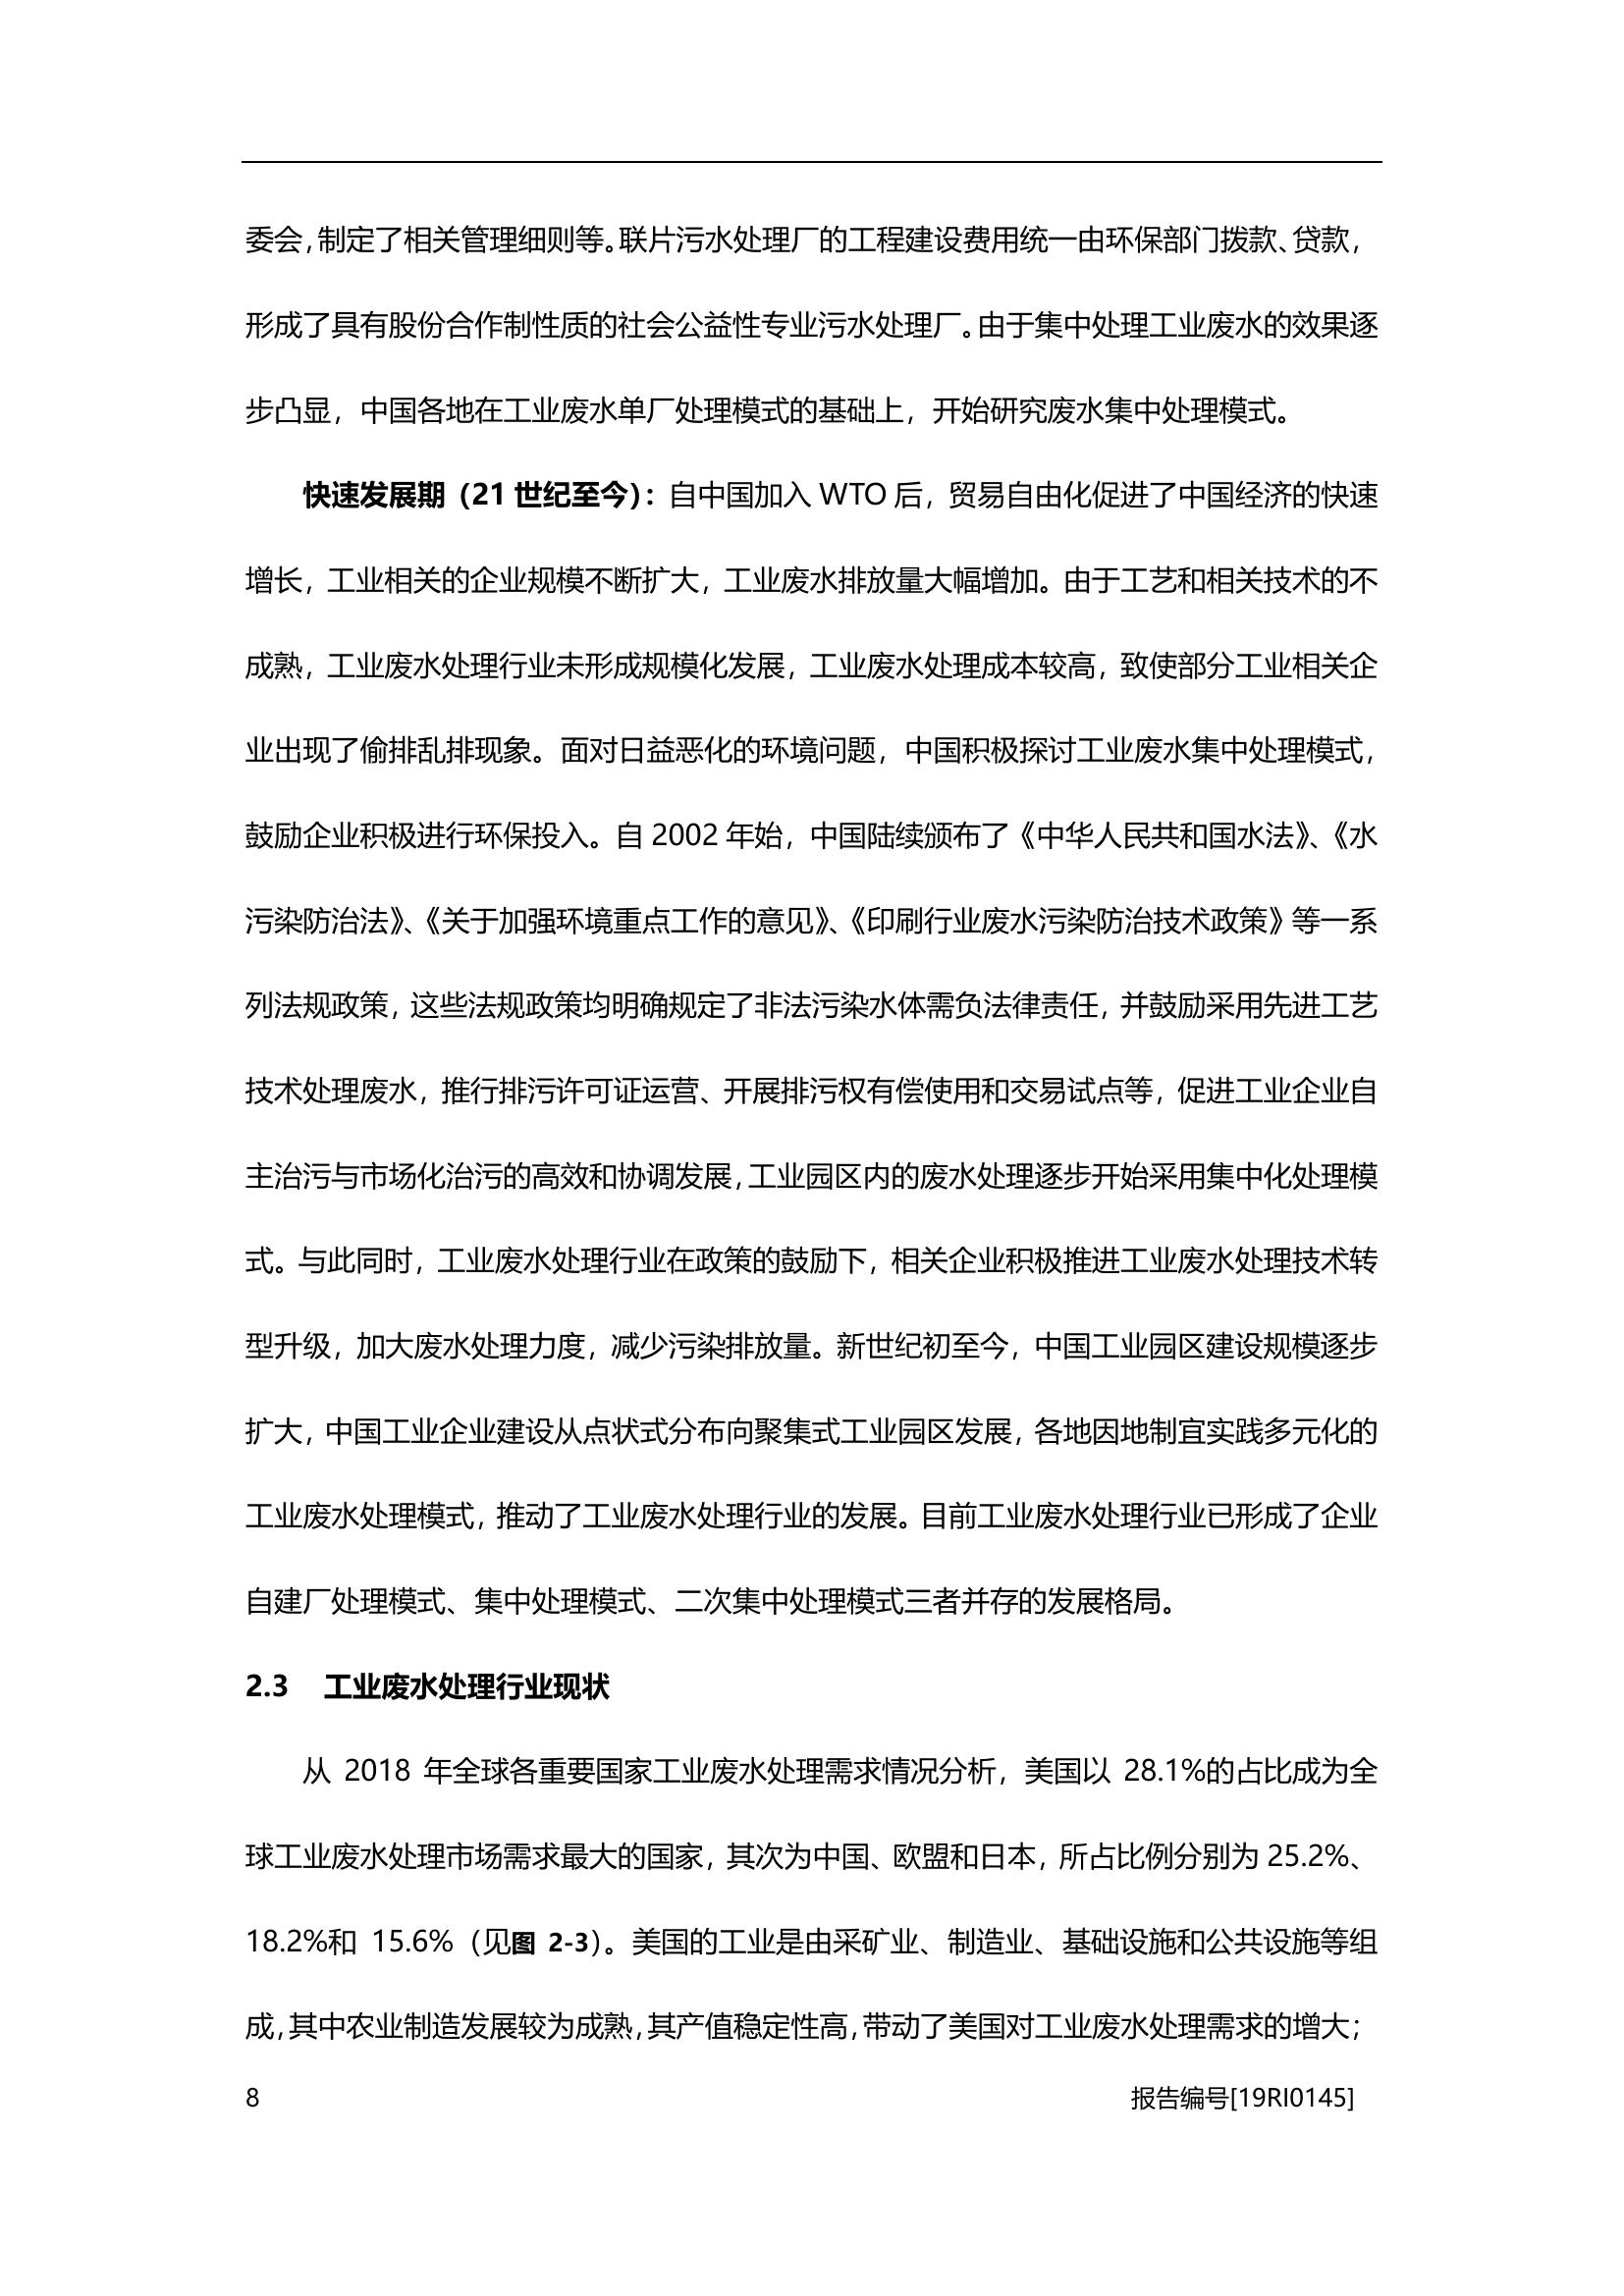 委会，制定了相关管理细则等。联片污水处理厂的工程建设费用统一由环保部门拨款、贷款，
形成了具有股份合作制性质的社会公益性专业污水处理厂。由于集中处理工业废水的效果逐
步凸显，中国各地在工业废水单厂处理模式的基础上，开始研究废水集中处理模式。
快速发展期（21 世纪至今）：自中国加入 WTO 后，贸易自由化促进了中国经济的快速
增长，工业相关的企业规模不断扩大，工业废水排放量大幅增加。由于工艺和相关技术的不
成熟，工业废水处理行业未形成规模化发展，工业废水处理成本较高，致使部分工业相关企
业出现了偷排乱排现象。面对日益恶化的环境问题，中国积极探讨工业废水集中处理模式，
鼓励企业积极进行环保投入。自 2002 年始，中国陆续颁布了《中华人民共和国水法》、《水
污染防治法》、《关于加强环境重点工作的意见》、《印刷行业废水污染防治技术政策》等一系
列法规政策，这些法规政策均明确规定了非法污染水体需负法律责任，并鼓励采用先进工艺
技术处理废水，推行排污许可证运营、开展排污权有偿使用和交易试点等，促进工业企业自
主治污与市场化治污的高效和协调发展，工业园区内的废水处理逐步开始采用集中化处理模
式。与此同时，工业废水处理行业在政策的鼓励下，相关企业积极推进工业废水处理技术转
型升级，加大废水处理力度，减少污染排放量。新世纪初至今，中国工业园区建设规模逐步
扩大，中国工业企业建设从点状式分布向聚集式工业园区发展，各地因地制宜实践多元化的
工业废水处理模式，推动了工业废水处理行业的发展。目前工业废水处理行业已形成了企业
自建厂处理模式、集中处理模式、二次集中处理模式三者并存的发展格局。
2.3 工业废水处理行业现状
从 2018 年全球各重要国家工业废水处理需求情况分析，美国以 28.1%的占比成为全
球工业废水处理市场需求最大的国家，其次为中国、欧盟和日本，所占比例分别为 25.2%、
18.2%和 15.6%（见图 2-3）。美国的工业是由采矿业、制造业、基础设施和公共设施等组
成，其中农业制造发展较为成熟，其产值稳定性高，带动了美国对工业废水处理需求的增大；
8 报告编号[19RI0145]